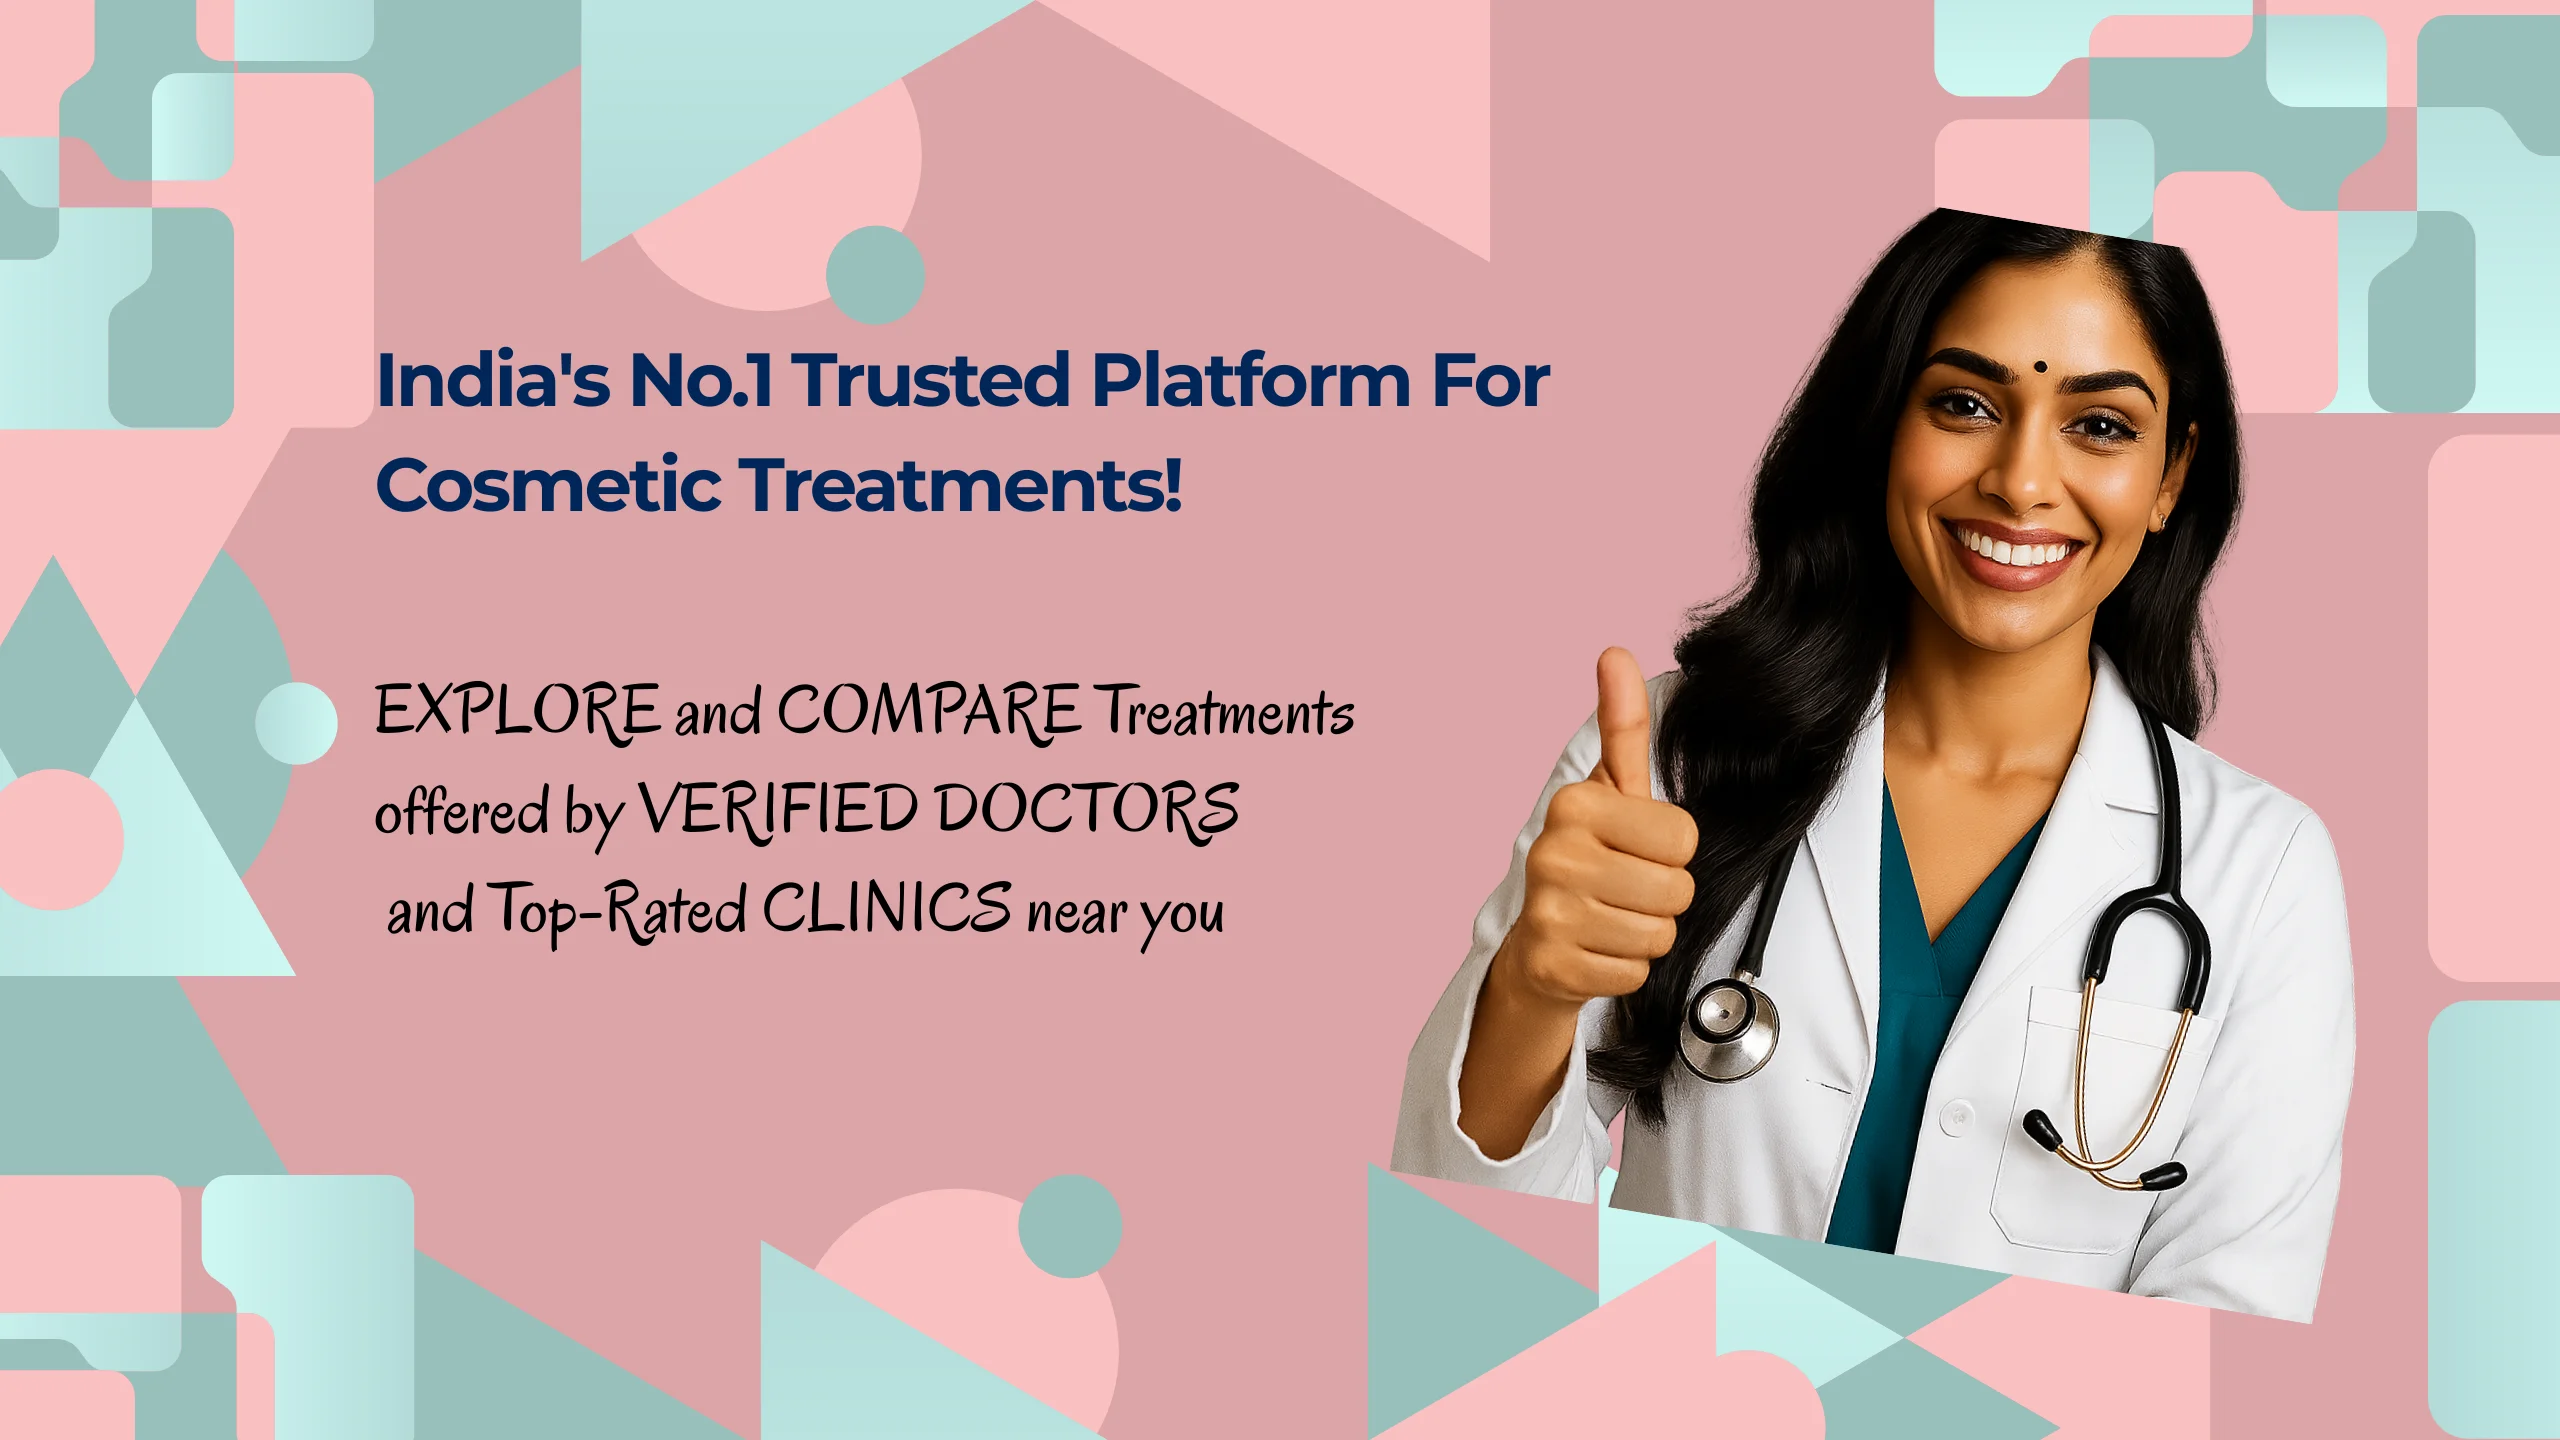 India's No.1 Trusted Platform For
Cosmetic Treatments!
EXPLORE and COMPARE Treatments
offered by VERIFIED DOCTORS
and Top-Rated CLINICS near you